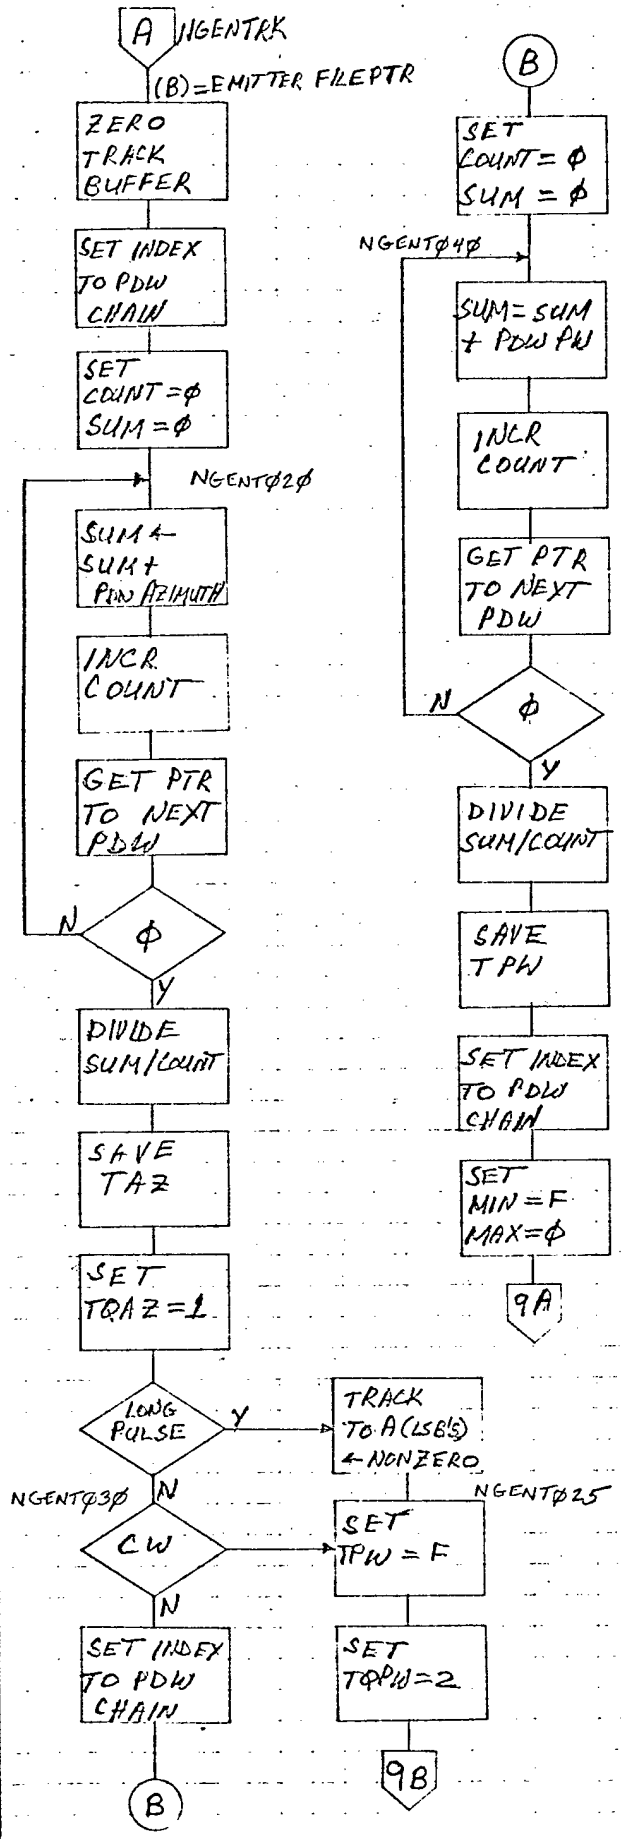 A NGENTRK
(B)=EMITTER FILE PTR
ZERO
TRACK
BUFFER
SET INDEX
TO PDW
CHAIN
SET
COUNT=φ
SUM=φ
NGENTφ2φ
SUM←
SUM+
PDW AZIMUTH
INCR
COUNT
GET PTR
TO NEXT
PDW
N
φ
Y
DIVIDE
SUM/COUNT
SAVE
TAZ
SET
TQAZ=1
LONG
PULSE
Y
N
TRACK
TOA(LSB'S)
←NONZERO
NGENTφ3φ
NGENTφ25
CW
N
SET
TPW=F
SET INDEX
TO PDW
CHAIN
SET
TQPW=2
B
9B
B
SET
COUNT=φ
SUM=φ
NGENTφ4φ
SUM=SUM
+ PDW PW
INCR
COUNT
GET PTR
TO NEXT
PDW
N
φ
Y
DIVIDE
SUM/COUNT
SAVE
TPW
SET INDEX
TO PDW
CHAIN
SET
MIN=F
MAX=φ
9A